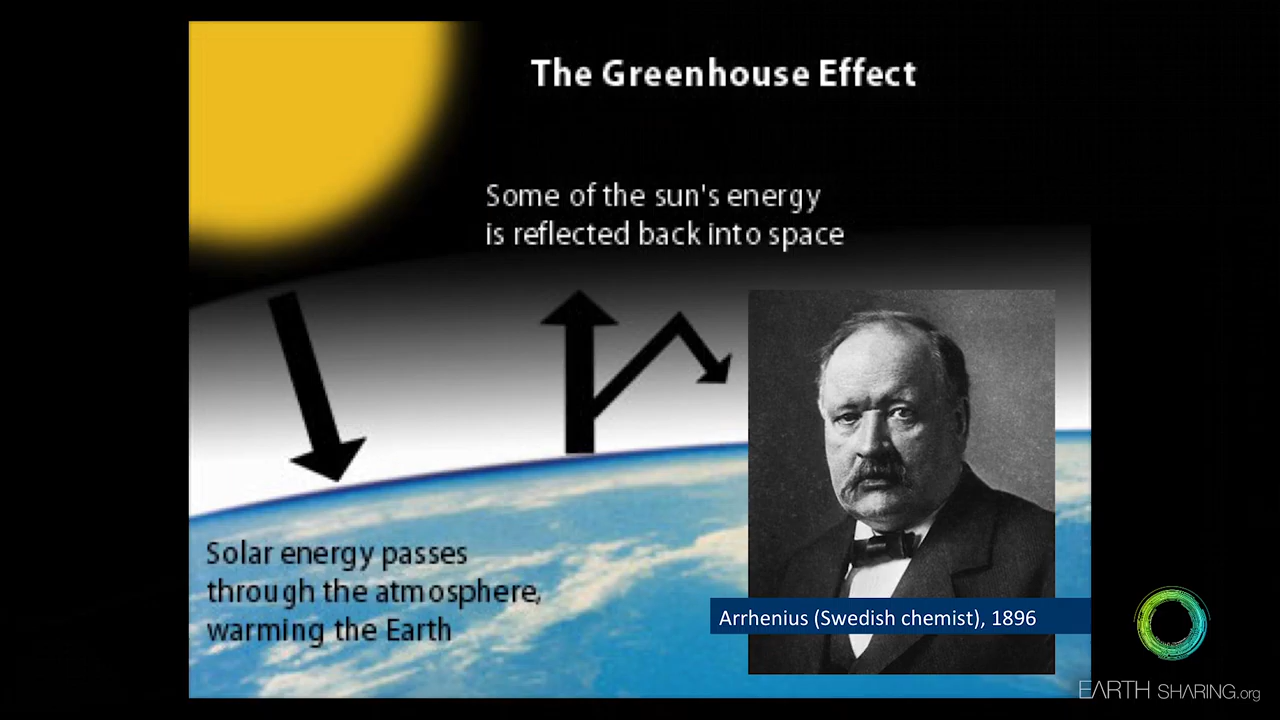 The Greenhouse Effect
Some of the sun's energy
is reflected back into space
Solar energy passes
through the atmosphere,
warming the Earth
Arrhenius (Swedish chemist), 1896
EARTH SHARING.org